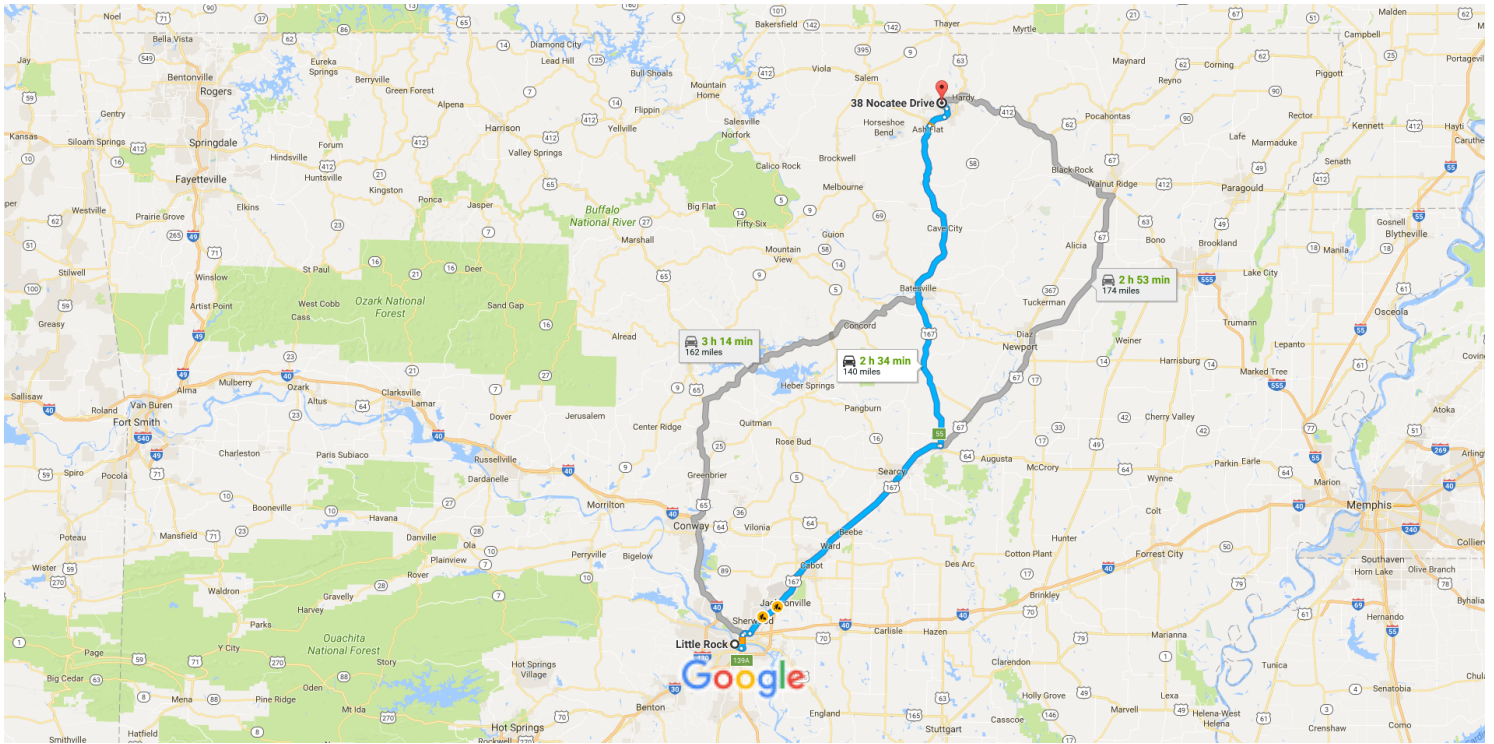 Noel
Bella Vista
Bentonville
Rogers
Gentry
Springdale
Siloam Springs
Fayetteville
Elkins
Westville
Prairie Grove
Stilwell
Winslow
Greasy
Artist Point
Jay
Kansas
Eureka
Springs
Berryville
Green Forest
Alpena
Harrison
Forum
Hindsville
Huntsville
Kingston
Ponca
Jasper
Valley Springs
Diamond City
Lead Hill
Bull Shoals
Flippin
Yellville
Mountain
Home
Salesville
Norfork
Bakersfield
Viola
Salem
Thayer
Myrtle
Calico Rock
Brockwell
Melbourne
Horseshoe
Bend
38 Nocatee Drive
Hardy
Ash Flat
Maynard
Corning
Reyno
Piggott
Pocahontas
Campbell
Malden
Portageville
Rector
Kennett
Hayti
Caruthe
Lafe
Marmaduke
Senath
Black Rock
Walnut Ridge
Paragould
Gosnell
Blytheville
Manila
Brookland
Bono
Alicia
Lake City
Buffalo
National River
Big Flat
Fifty-Six
Marshall
Mountain
View
Guion
Cave City
Batesville
Concord
St Paul
Deer
West Cobb
Cass
Sand Gap
Ozark National
Forest
Alread
Tuckerman
Diaz
Newport
Weiner
Trumann
Osceola
Lepanto
Harrisburg
Marked Tree
Covin
2 h 53 min
174 miles
3 h 14 min
162 miles
2 h 34 min
140 miles
Heber Springs
Pangburn
Quitman
Rose Bud
Center Ridge
Greenbrier
Jerusalem
Dover
Clarksville
Lamar
Ozark
Altus
Mulberry
Alma
Van Buren
Roland
Fort Smith
Sallisaw
Charleston
Paris Subiaco
Russellville
Dardanelle
Morrilton
Spiro
Pocola
Booneville
Havana
Danville
Ola
Plainview
Rover
Perryville
Bigelow
Conway
Vilonia
Searcy
Beebe
Ward
Cabot
Augusta
McCrory
Cherry Valley
Parkin
Earle
Wynne
Marion
Memphis
Atoka
Arling
Colt
Hunter
Cotton Plant
Des Arc
Forrest City
Southaven
Horn Lake
Olive Branch
Collierv
Byhalia
Hernando
Poteau
Mansfield
Wister
Waldron
Gravelly
Harvey
Parks
Y City
Ouachita
National Forest
Story
Page
Big Cedar
Mena
Pine Ridge
Oden
Mt Ida
Hatfield
Smithville
Hot Springs
Village
Hot Springs
Rockwell
Jacksonville
Sherwood
Little Rock
Benton
Google
Carlisle
Hazen
Brinkley
Marianna
Clarendon
England
Stuttgart
Holly Grove
Casscoe
Marvell
Lexa
Helena-West
Helena
Tunica
Senatobia
Como
Crenshaw
Sardis
139A
55